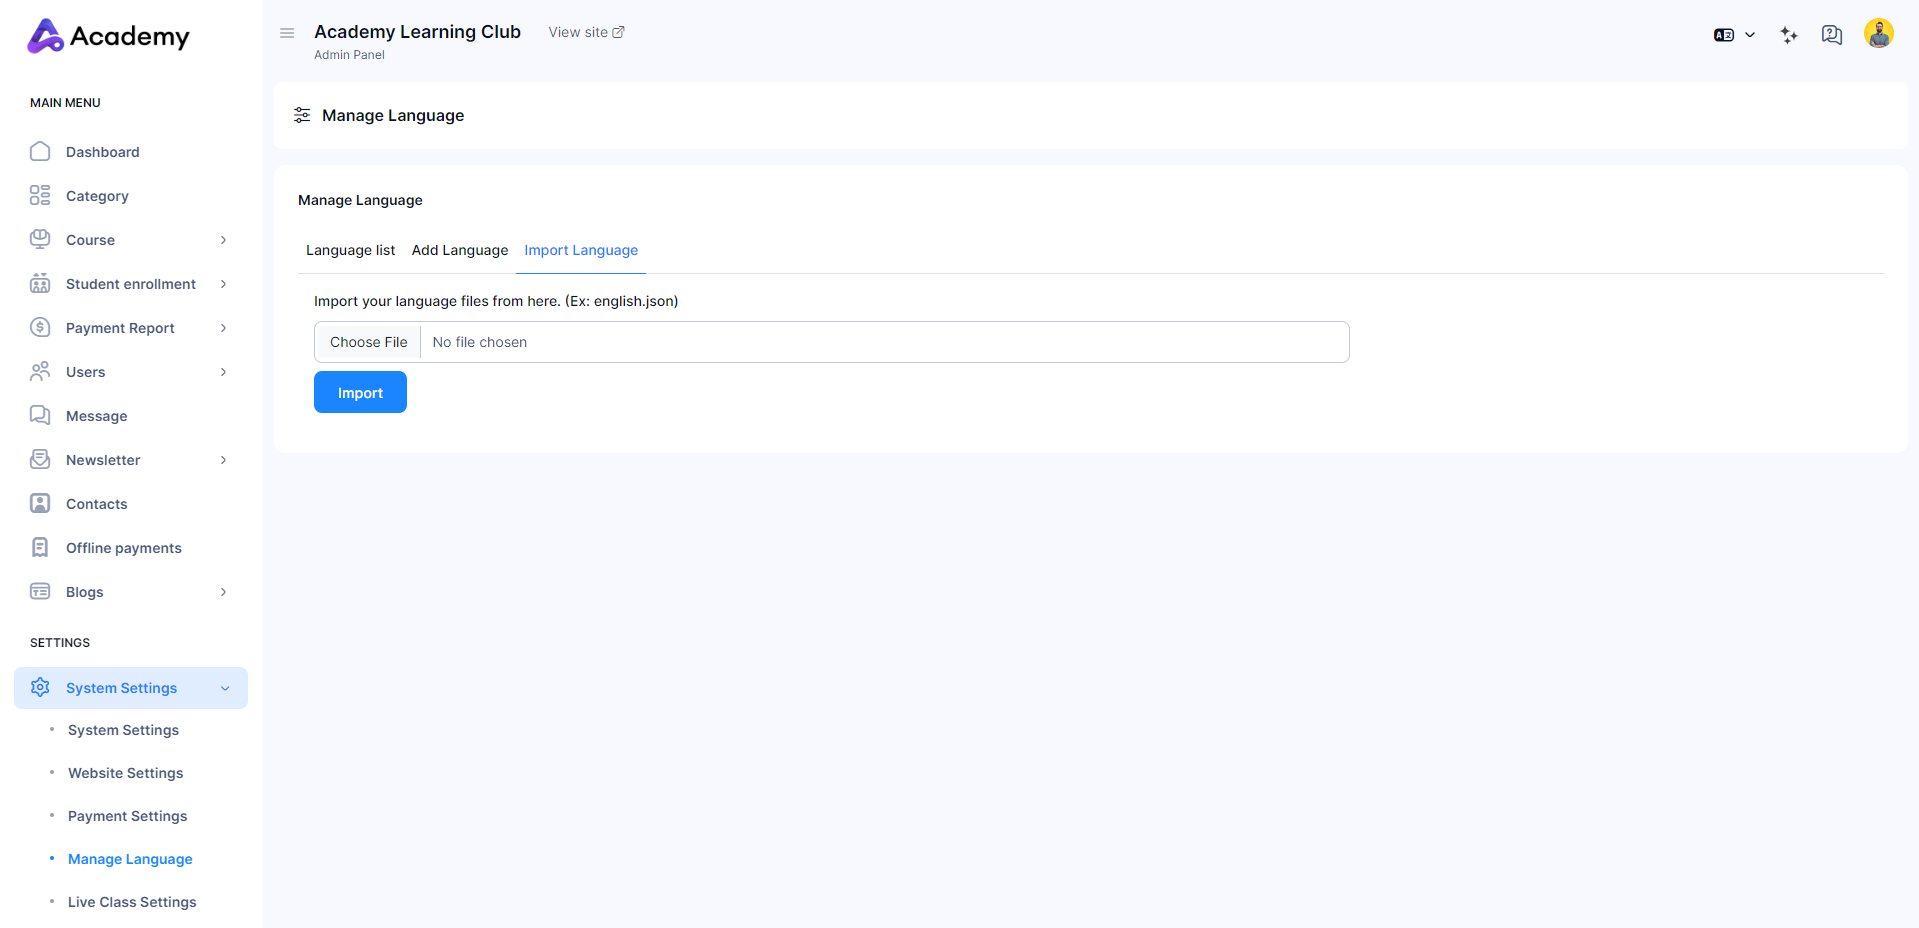 Academy
MAIN MENU
Dashboard
Category
Course
Student enrollment
Payment Report
Users
Message
Newsletter
Contacts
Offline payments
Blogs
SETTINGS
System Settings
System Settings
Website Settings
Payment Settings
Manage Language
Live Class Settings
Academy Learning Club
View site
Admin Panel
Manage Language
Manage Language
Language list
Add Language
Import Language
Import your language files from here. (Ex: english.json)
Choose File
No file chosen
Import